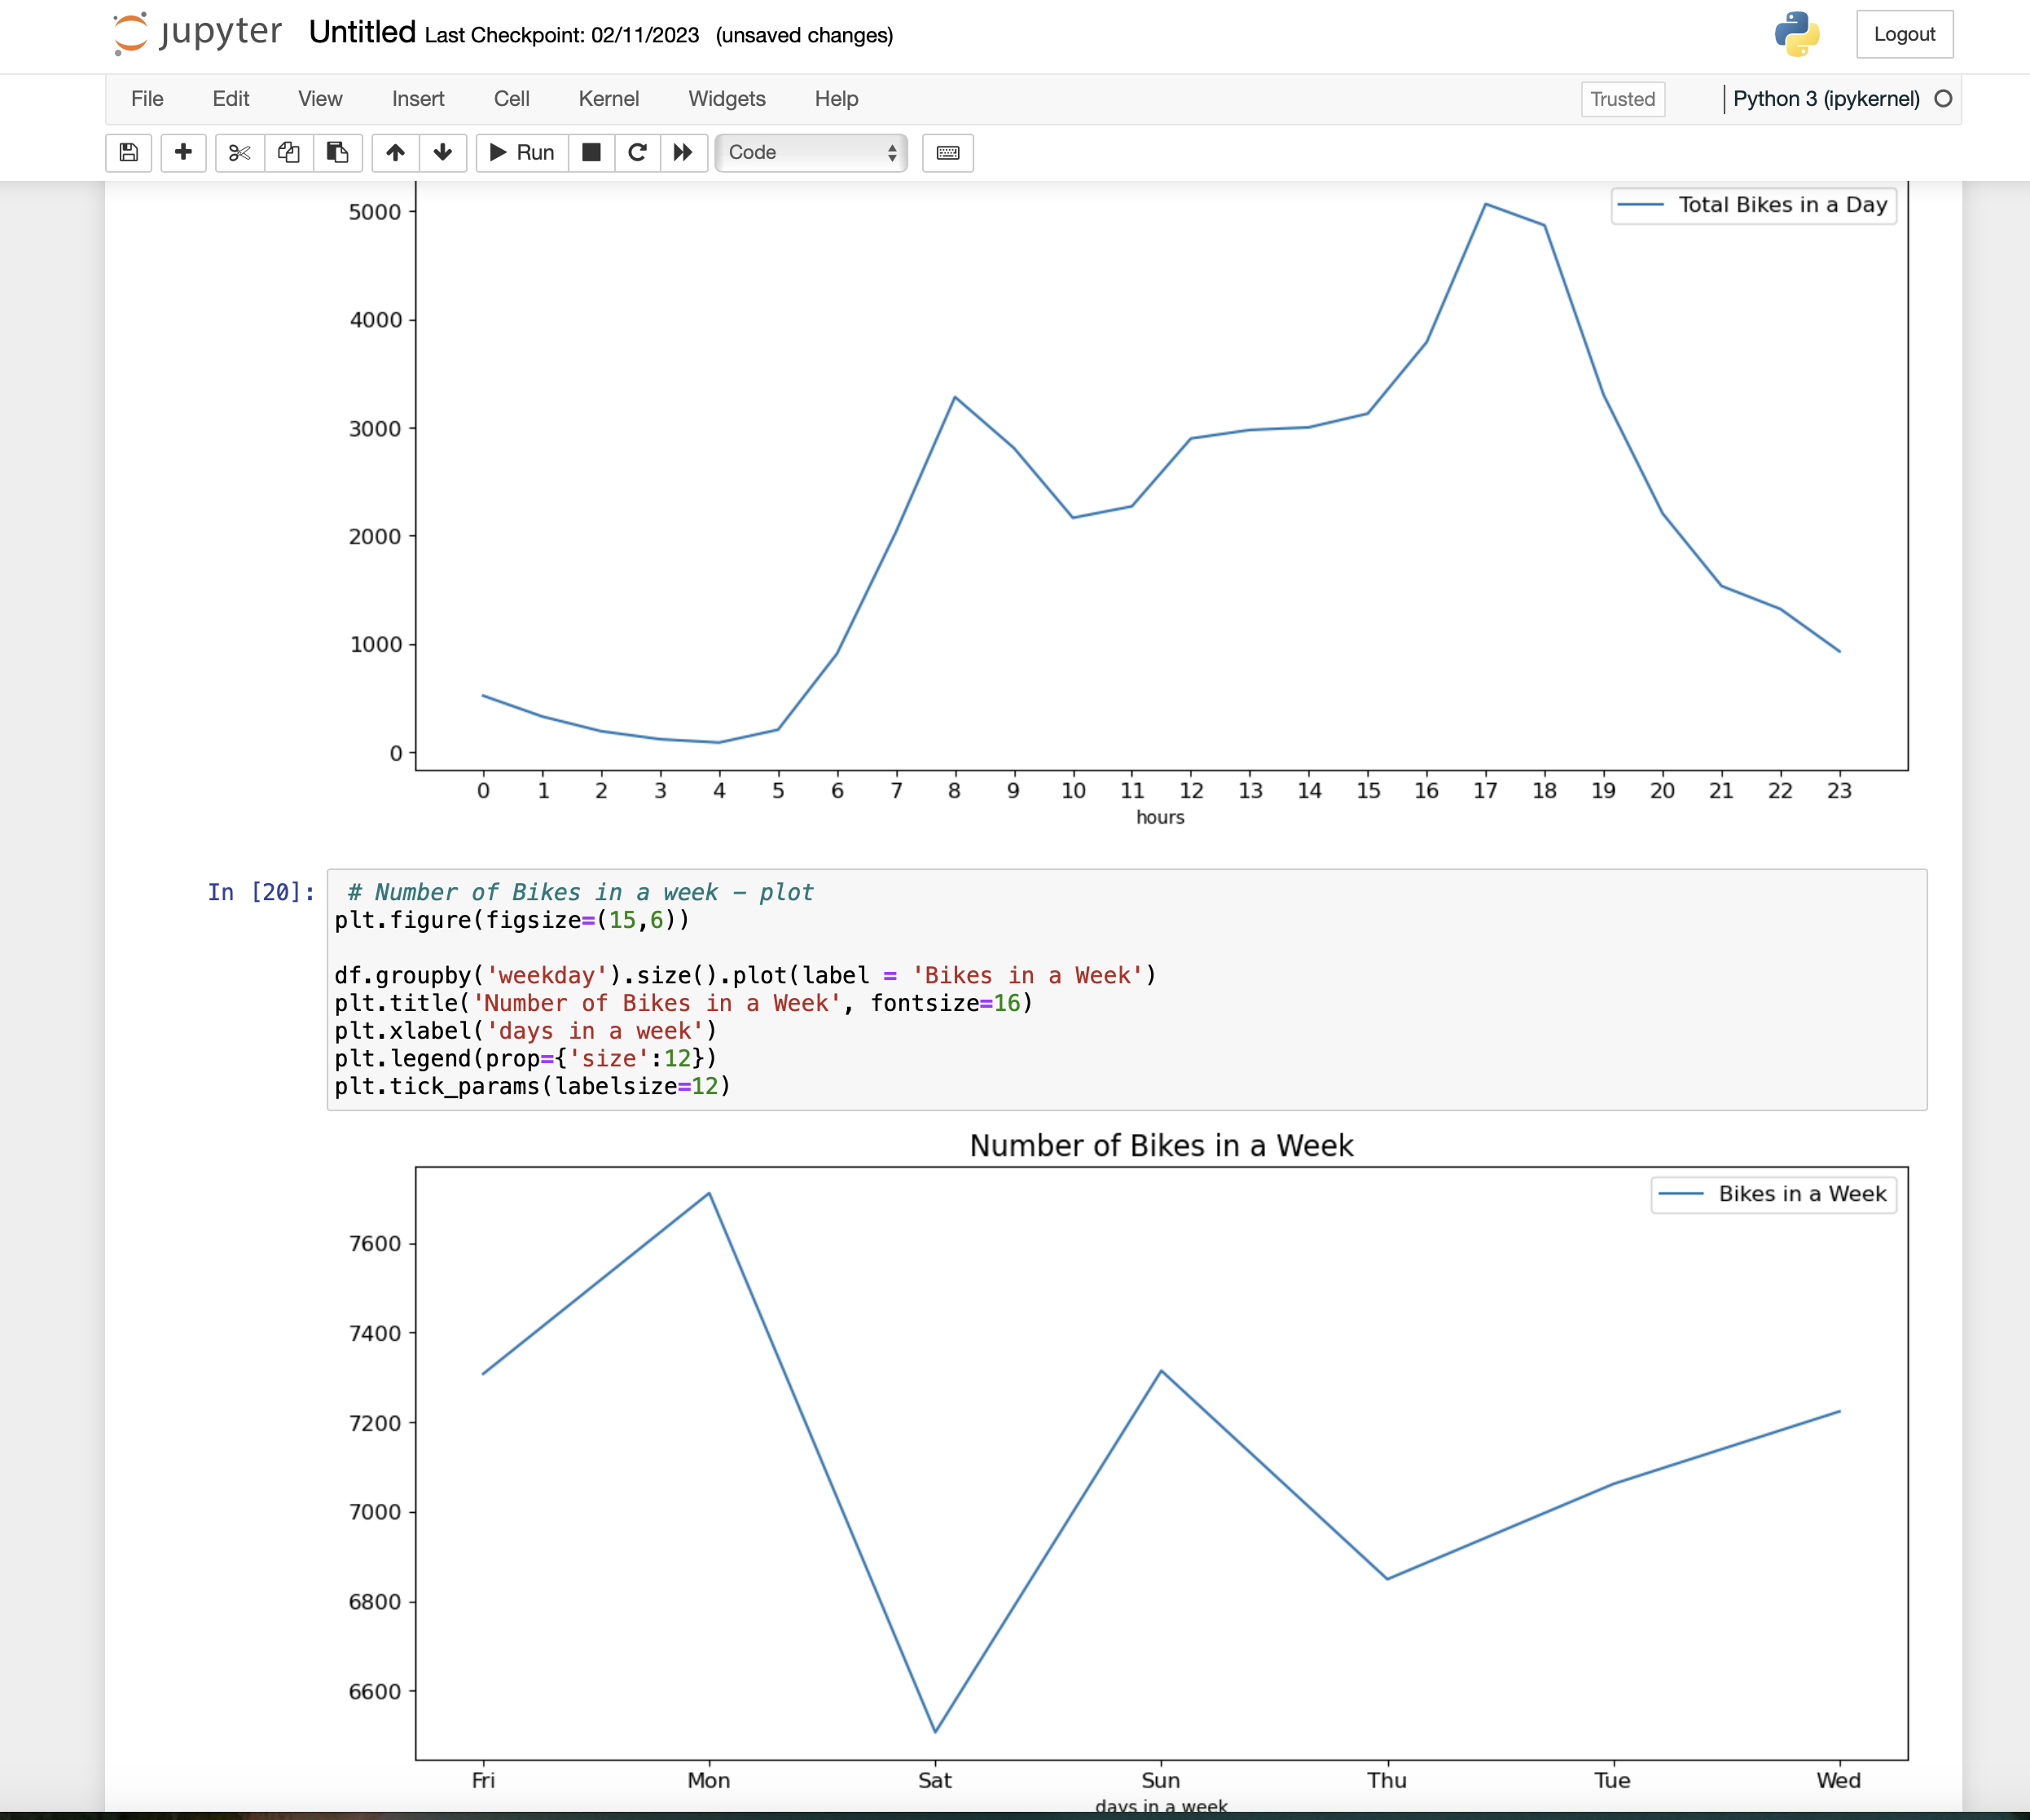 jupyter Untitled Last Checkpoint: 02/11/2023 (unsaved changes) Logout
File Edit View Insert Cell Kernel Widgets Help Trusted Python 3 (ipykernel)
Run Code
5000
4000
3000
2000
1000
0
Total Bikes in a Day
0 1 2 3 4 5 6 7 8 9 10 11 12 13 14 15 16 17 18 19 20 21 22 23
hours
In [20]:
# Number of Bikes in a week - plot
plt.figure(figsize=(15,6))
df.groupby('weekday').size().plot(label = 'Bikes in a Week')
plt.title('Number of Bikes in a Week', fontsize=16)
plt.xlabel('days in a week')
plt.legend(prop={'size':12})
plt.tick_params(labelsize=12)
Number of Bikes in a Week
Bikes in a Week
7600
7400
7200
7000
6800
6600
Fri Mon Sat Sun Thu Tue Wed
days in a week